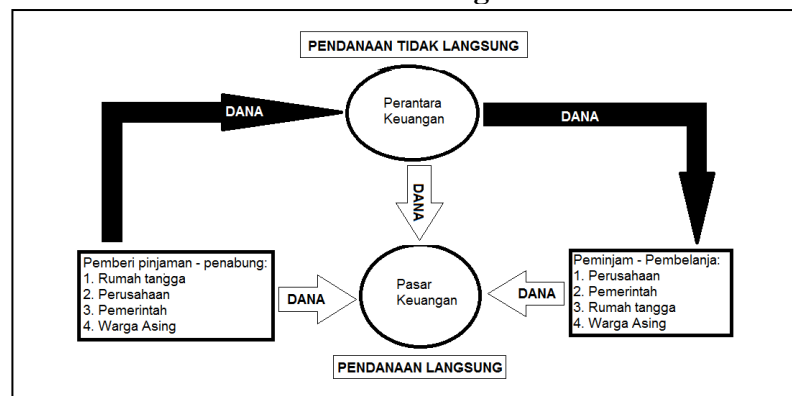 PENDANAAN TIDAK LANGSUNG
DANA
Perantara
Keuangan
DANA
DANA
Pemberi pinjaman - penabung:
1. Rumah tangga
2. Perusahaan
3. Pemerintah
4. Warga Asing
DANA
Pasar
Keuangan
DANA
Peminjam - Pembelanja:
1. Perusahaan
2. Pemerintah
3. Rumah tangga
4. Warga Asing
PENDANAAN LANGSUNG